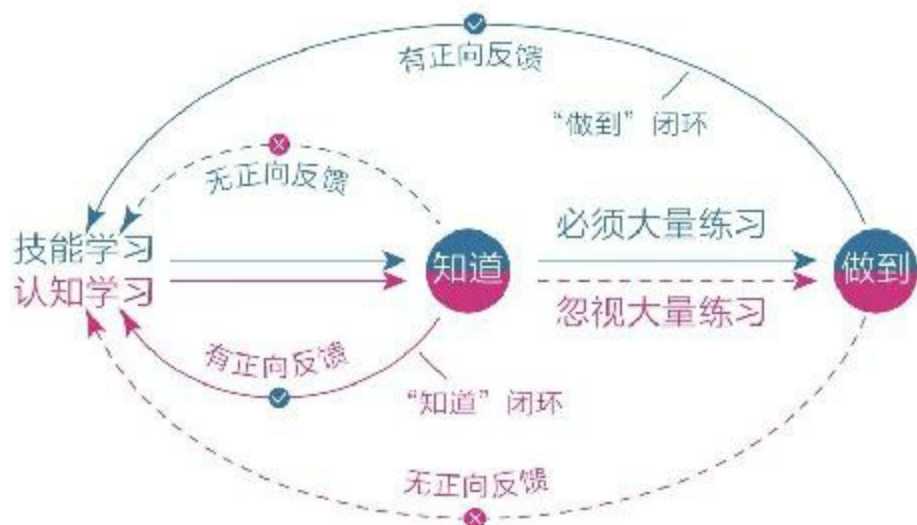 有正向反馈
“做到”闭环
无正向反馈
必须大量练习
技能学习
认知学习
知道
做到
忽视大量练习
有正向反馈
“知道”闭环
无正向反馈